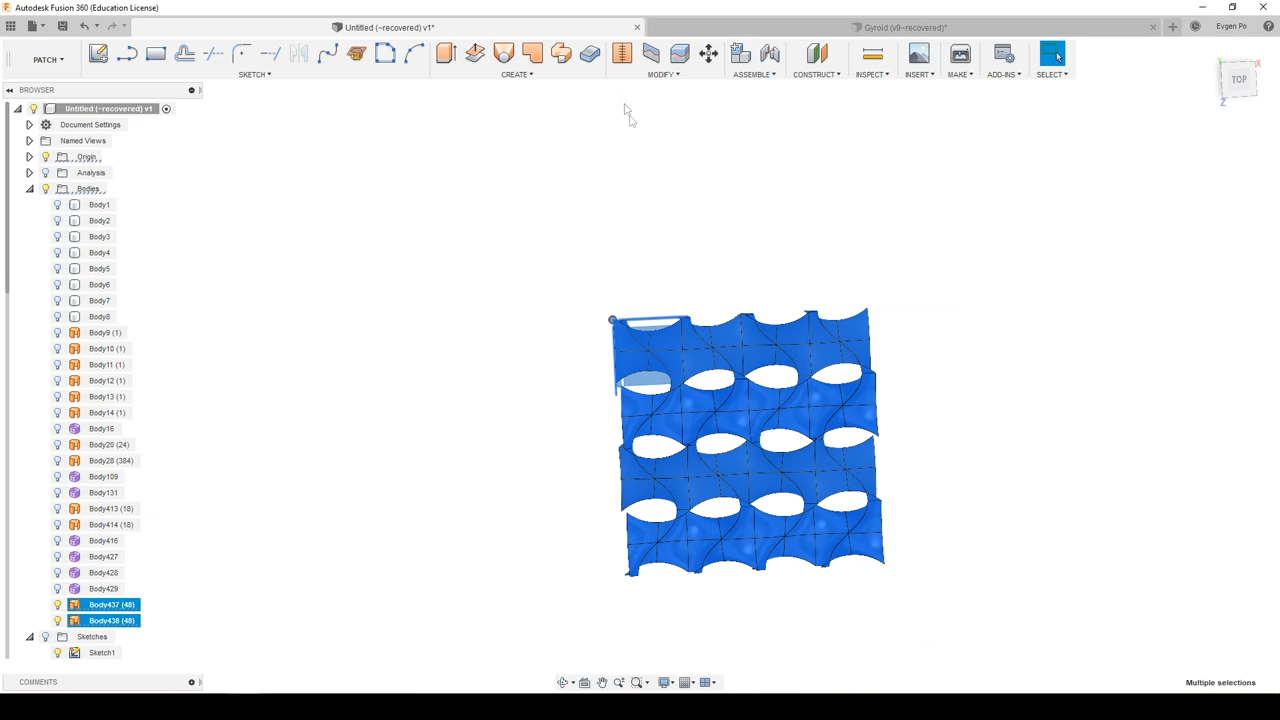 Autodesk Fusion 360 (Education License)
Untitled (~recovered) v1*
Gyroid (v9~recovered)*
Evgen Po
PATCH
SKETCH
CREATE
MODIFY
ASSEMBLE
CONSTRUCT
INSPECT
INSERT
MAKE
ADD-INS
SELECT
BROWSER
TOP
X
Z
Untitled (~recovered) v1
Document Settings
Named Views
Origin
Analysis
Bodies
Body1
Body2
Body3
Body4
Body5
Body6
Body7
Body8
Body9 (1)
Body10 (1)
Body11 (1)
Body12 (1)
Body13 (1)
Body14 (1)
Body16
Body20 (24)
Body28 (384)
Body109
Body131
Body413 (18)
Body414 (18)
Body416
Body427
Body428
Body429
Body437 (48)
Body438 (48)
Sketches
Sketch1
COMMENTS
Multiple selections